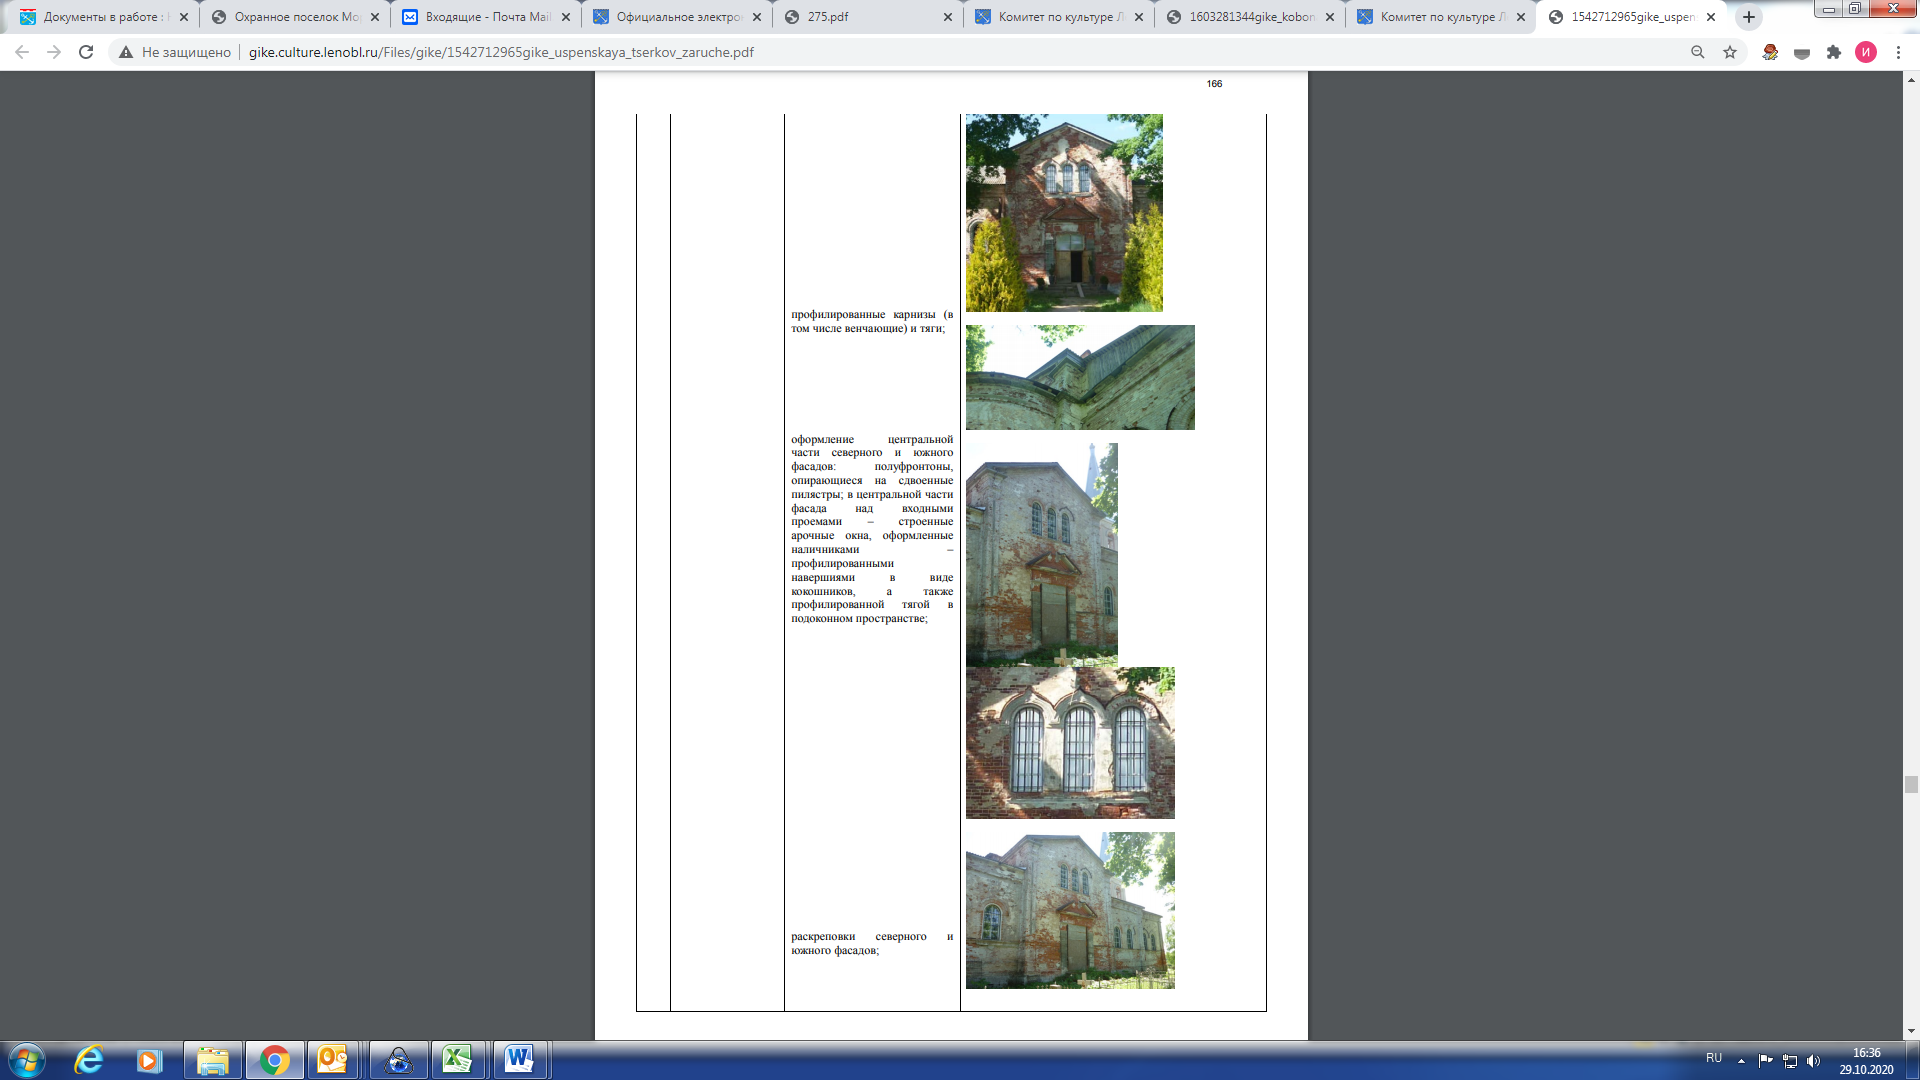 Документы в работе :
Охранное поселок Мо
Входящие - Почта Mail
Официальное электро
275.pdf
Комитет по культуре Л
1603281344gike_kobon
Комитет по культуре Л
1542712965gike_uspen
Не защищено
gike.culture.lenobl.ru/Files/gike/1542712965gike_uspenskaya_tserkov_zaruche.pdf
И
166
профилированные карнизы (в
том числе венчающие) и тяги;
оформление центральной
части северного и южного
фасадов: полуфронтоны,
опирающиеся на сдвоенные
пилястры; в центральной части
фасада над входными
проемами – строенные
арочные окна, оформленные
наличниками –
профилированными
навершиями в виде
кокошников, а также
профилированной тягой в
подоконном пространстве;
раскреповки северного и
южного фасадов;
RU
16:36
29.10.2020